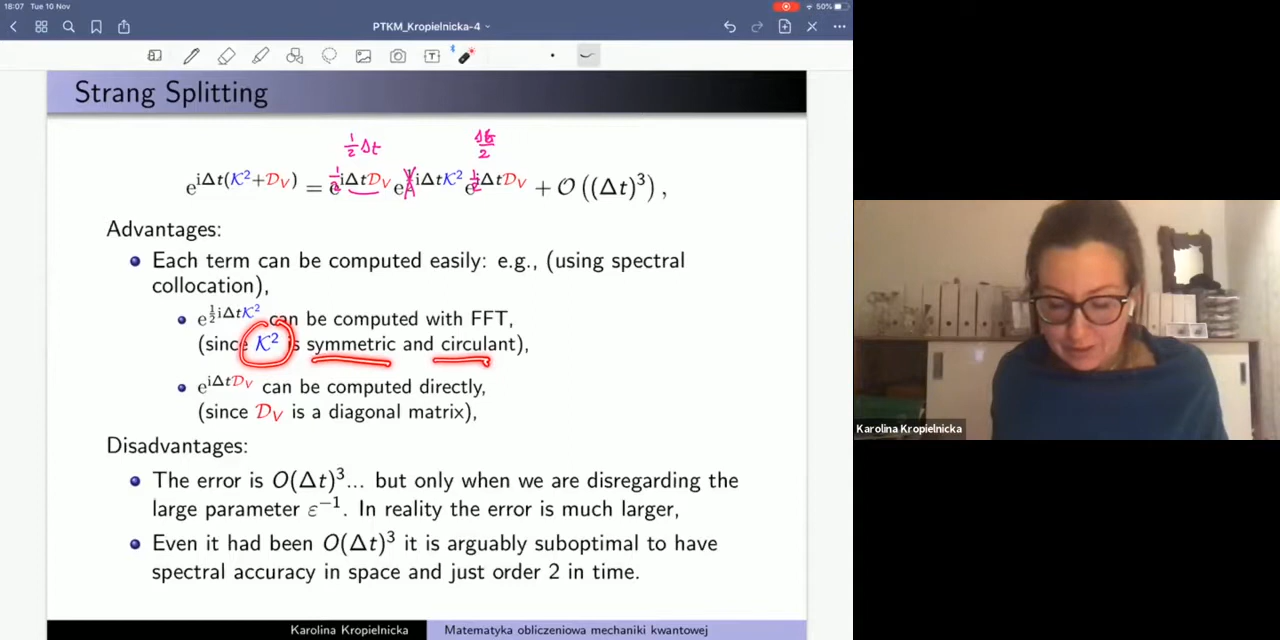 18:07 Tue 10 Nov
50%
PTKM_Kropielnicka-4
Strang Splitting
½ Δt
Δt/2
e^{iΔt(K²+D_V)} = e^{½iΔtD_V} e^{iΔtK²} e^{½iΔtD_V} + O((Δt)³),
Advantages:
Each term can be computed easily: e.g., (using spectral
collocation),
e^{½iΔtK²} can be computed with FFT,
(since K² is symmetric and circulant),
e^{iΔtD_V} can be computed directly,
(since D_V is a diagonal matrix),
Disadvantages:
The error is O(Δt)³... but only when we are disregarding the
large parameter ε⁻¹. In reality the error is much larger,
Even it had been O(Δt)³ it is arguably suboptimal to have
spectral accuracy in space and just order 2 in time.
Karolina Kropielnicka
Matematyka obliczeniowa mechaniki kwantowej
Karolina Kropielnicka